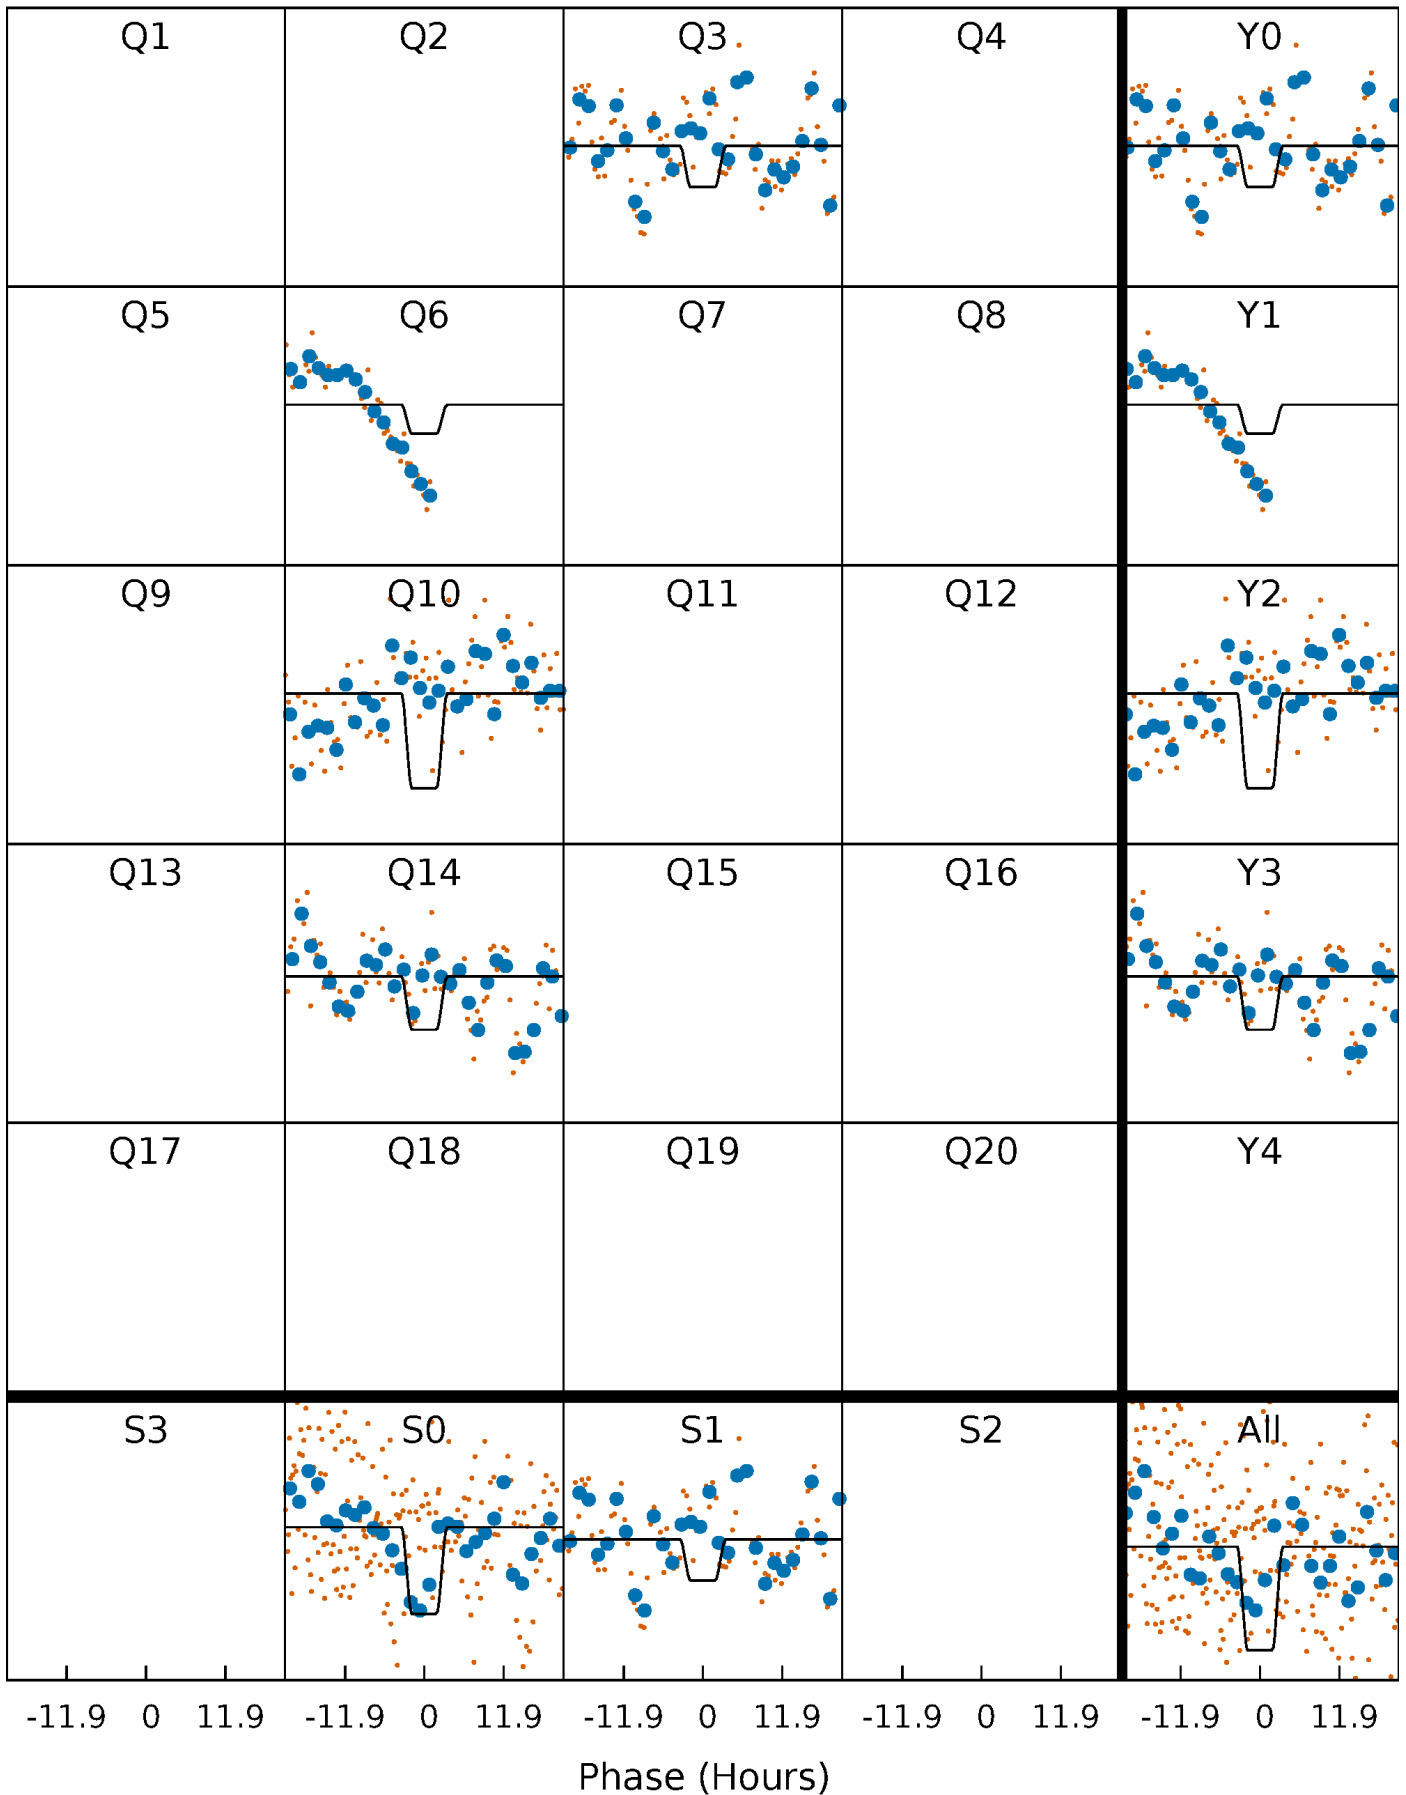 Q1 Q2 Q3 Q4 Y0
Q5 Q6 Q7 Q8 Y1
Q9 Q10 Q11 Q12 Y2
Q13 Q14 Q15 Q16 Y3
Q17 Q18 Q19 Q20 Y4
S3 S0 S1 S2 All
-11.9 0 11.9 -11.9 0 11.9 -11.9 0 11.9 -11.9 0 11.9 -11.9 0 11.9
Phase (Hours)